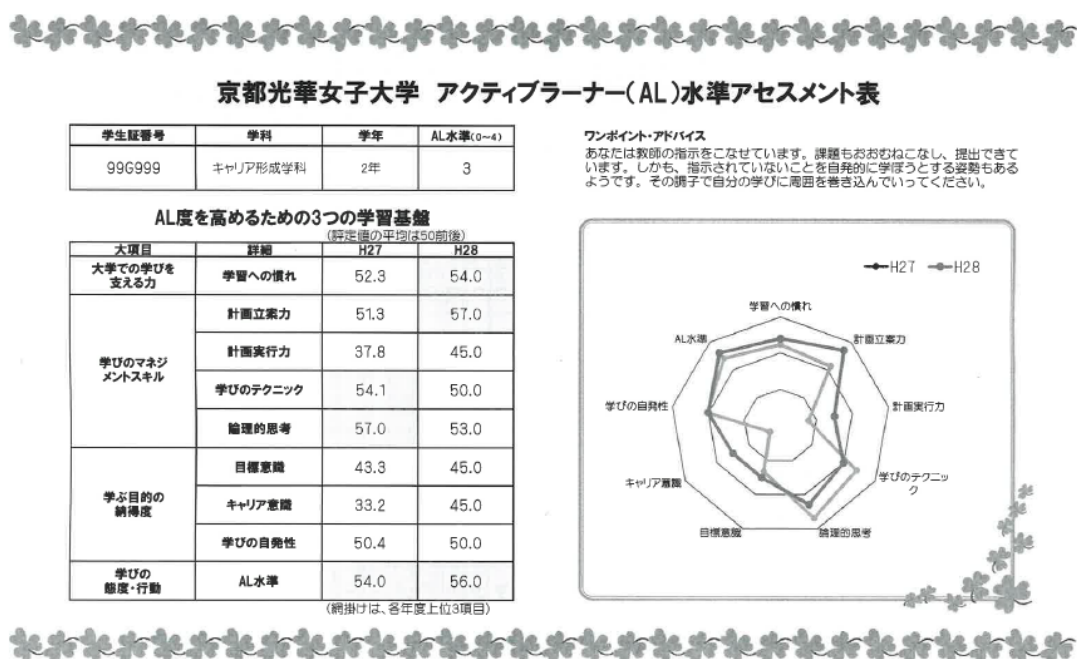 京都光華女子大学 アクティブラーナー(AL)水準アセスメント表
学生証番号 学科 学年 AL水準(0～4)
99G999 キャリア形成学科 2年 3
ワンポイント・アドバイス
あなたは教師の指示をこなせています。課題もおおむねこなし、提出できて
います。しかも、指示されていないことを自発的に学ぼうとする姿勢もある
ようです。その調子で自分の学びに周囲を巻き込んでいってください。
AL度を高めるための3つの学習基盤
(評定値の平均は50前後)
大項目 詳細 H27 H28
大学での学びを
支える力
学習への慣れ 52.3 54.0
学びのマネジ
メントスキル
計画立案力 51.3 57.0
計画実行力 37.8 45.0
学びのテクニック 54.1 50.0
論理的思考 57.0 53.0
学ぶ目的の
納得度
目標意識 43.3 45.0
キャリア意識 33.2 45.0
学びの自発性 50.4 50.0
学びの
態度・行動
AL水準 54.0 56.0
(網掛けは、各年度上位3項目)
H27 H28
学習への慣れ
計画立案力
計画実行力
学びのテクニッ
ク
論理的思考
目標意識
キャリア意識
学びの自発性
AL水準